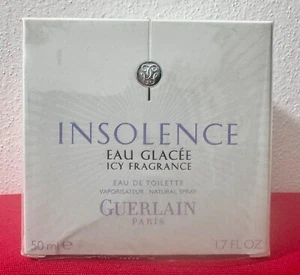 INSOLENCE
EAU GLACÉE
ICY FRAGRANCE
EAU DE TOILETTE
VAPORISATEUR NATURAL SPRAY
GUERLAIN
PARIS
50 ml e 1.7 FL OZ